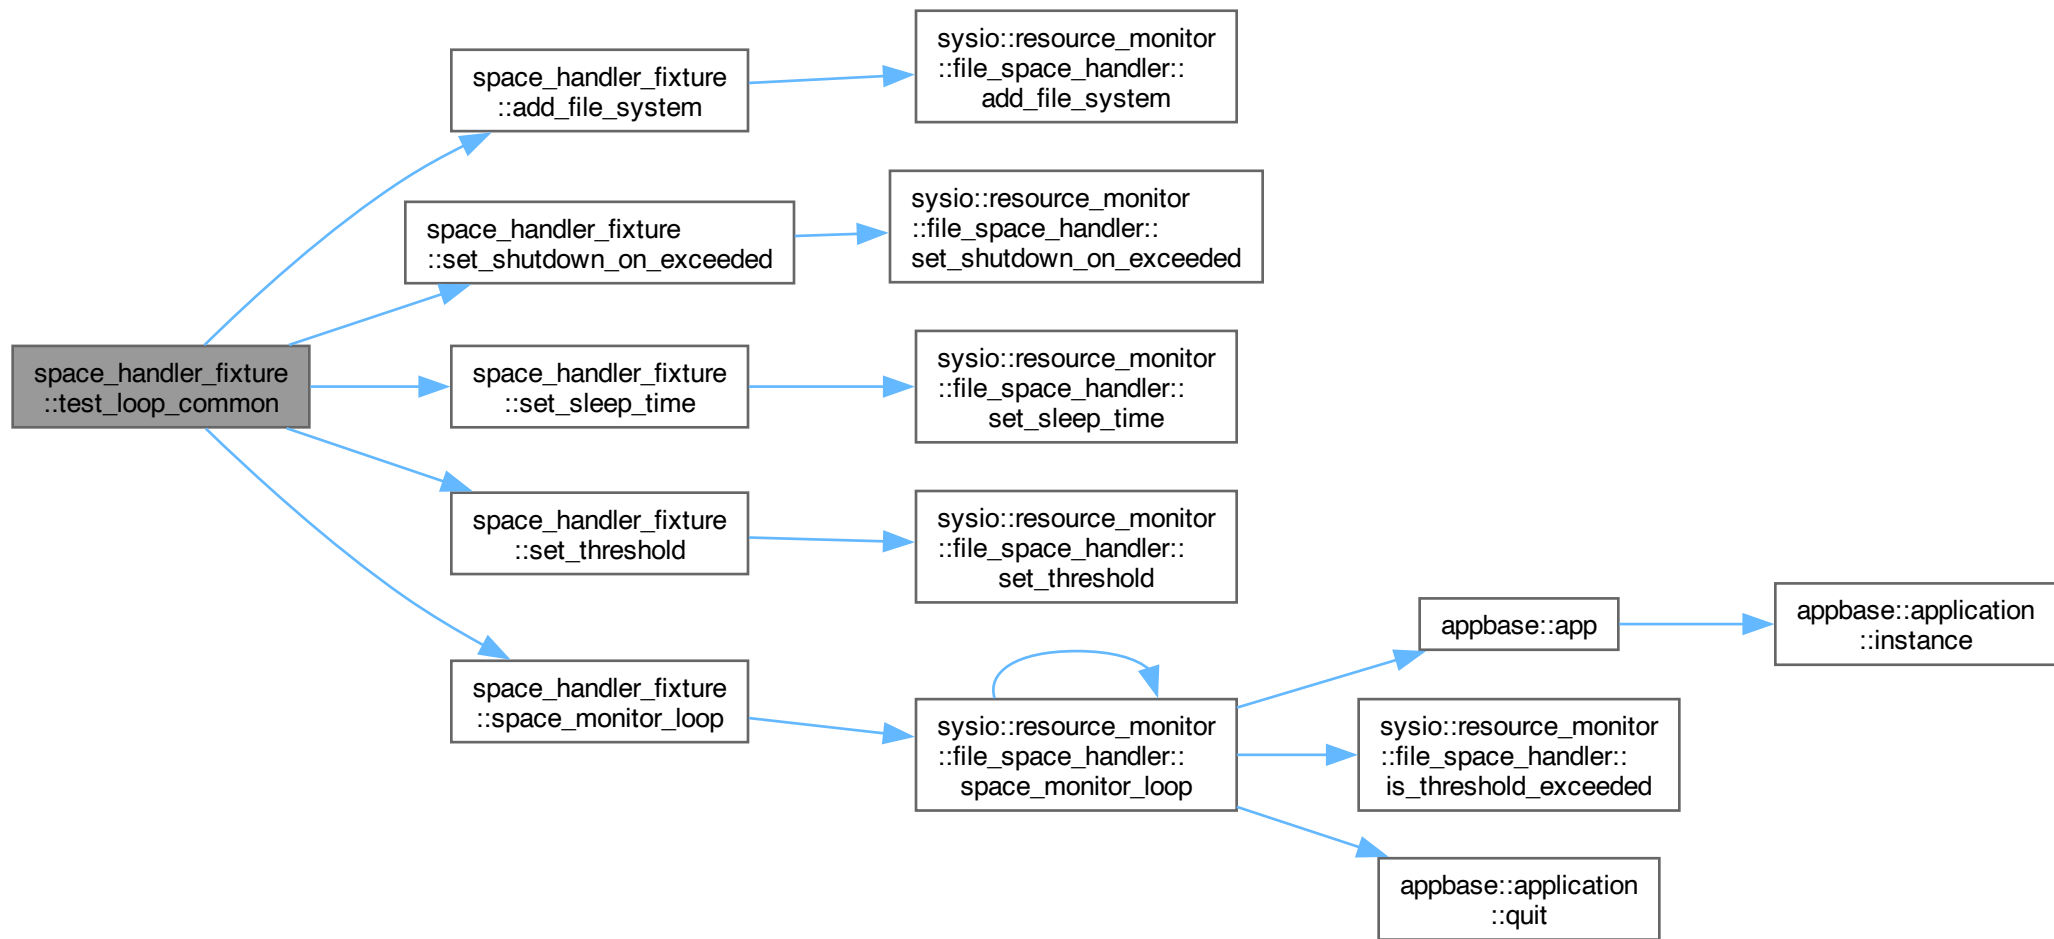 space_handler_fixture
::test_loop_common
space_handler_fixture
::add_file_system
sysio::resource_monitor
::file_space_handler::
add_file_system
space_handler_fixture
::set_shutdown_on_exceeded
sysio::resource_monitor
::file_space_handler::
set_shutdown_on_exceeded
space_handler_fixture
::set_sleep_time
sysio::resource_monitor
::file_space_handler::
set_sleep_time
space_handler_fixture
::set_threshold
sysio::resource_monitor
::file_space_handler::
set_threshold
space_handler_fixture
::space_monitor_loop
sysio::resource_monitor
::file_space_handler::
space_monitor_loop
appbase::app
appbase::application
::instance
sysio::resource_monitor
::file_space_handler::
is_threshold_exceeded
appbase::application
::quit